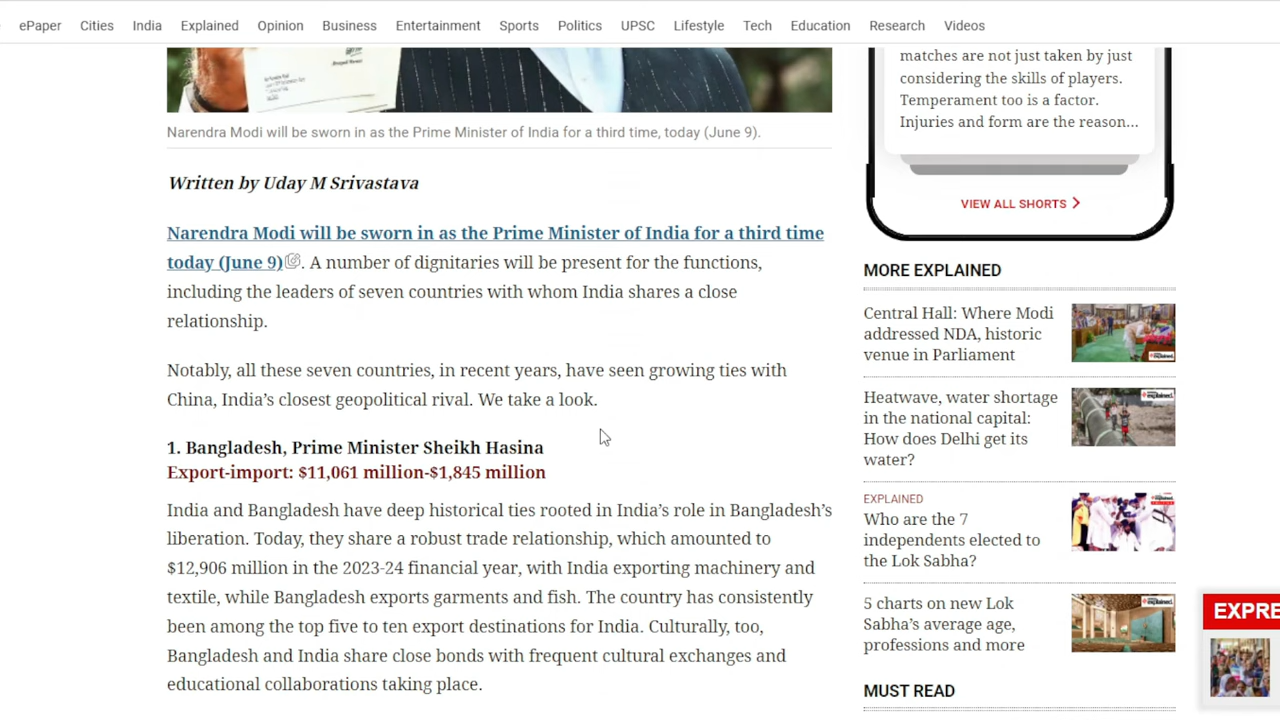 ePaper Cities India Explained Opinion Business Entertainment Sports Politics UPSC Lifestyle Tech Education Research Videos
Narendra Modi will be sworn in as the Prime Minister of India for a third time, today (June 9).
Written by Uday M Srivastava
Narendra Modi will be sworn in as the Prime Minister of India for a third time
today (June 9). A number of dignitaries will be present for the functions,
including the leaders of seven countries with whom India shares a close
relationship.
Notably, all these seven countries, in recent years, have seen growing ties with
China, India’s closest geopolitical rival. We take a look.
1. Bangladesh, Prime Minister Sheikh Hasina
Export-import: $11,061 million-$1,845 million
India and Bangladesh have deep historical ties rooted in India’s role in Bangladesh’s
liberation. Today, they share a robust trade relationship, which amounted to
$12,906 million in the 2023-24 financial year, with India exporting machinery and
textile, while Bangladesh exports garments and fish. The country has consistently
been among the top five to ten export destinations for India. Culturally, too,
Bangladesh and India share close bonds with frequent cultural exchanges and
educational collaborations taking place.
matches are not just taken by just
considering the skills of players.
Temperament too is a factor.
Injuries and form are the reason...
VIEW ALL SHORTS
MORE EXPLAINED
Central Hall: Where Modi
addressed NDA, historic
venue in Parliament
Heatwave, water shortage
in the national capital:
How does Delhi get its
water?
EXPLAINED
Who are the 7
independents elected to
the Lok Sabha?
5 charts on new Lok
Sabha’s average age,
professions and more
MUST READ
EXPRE